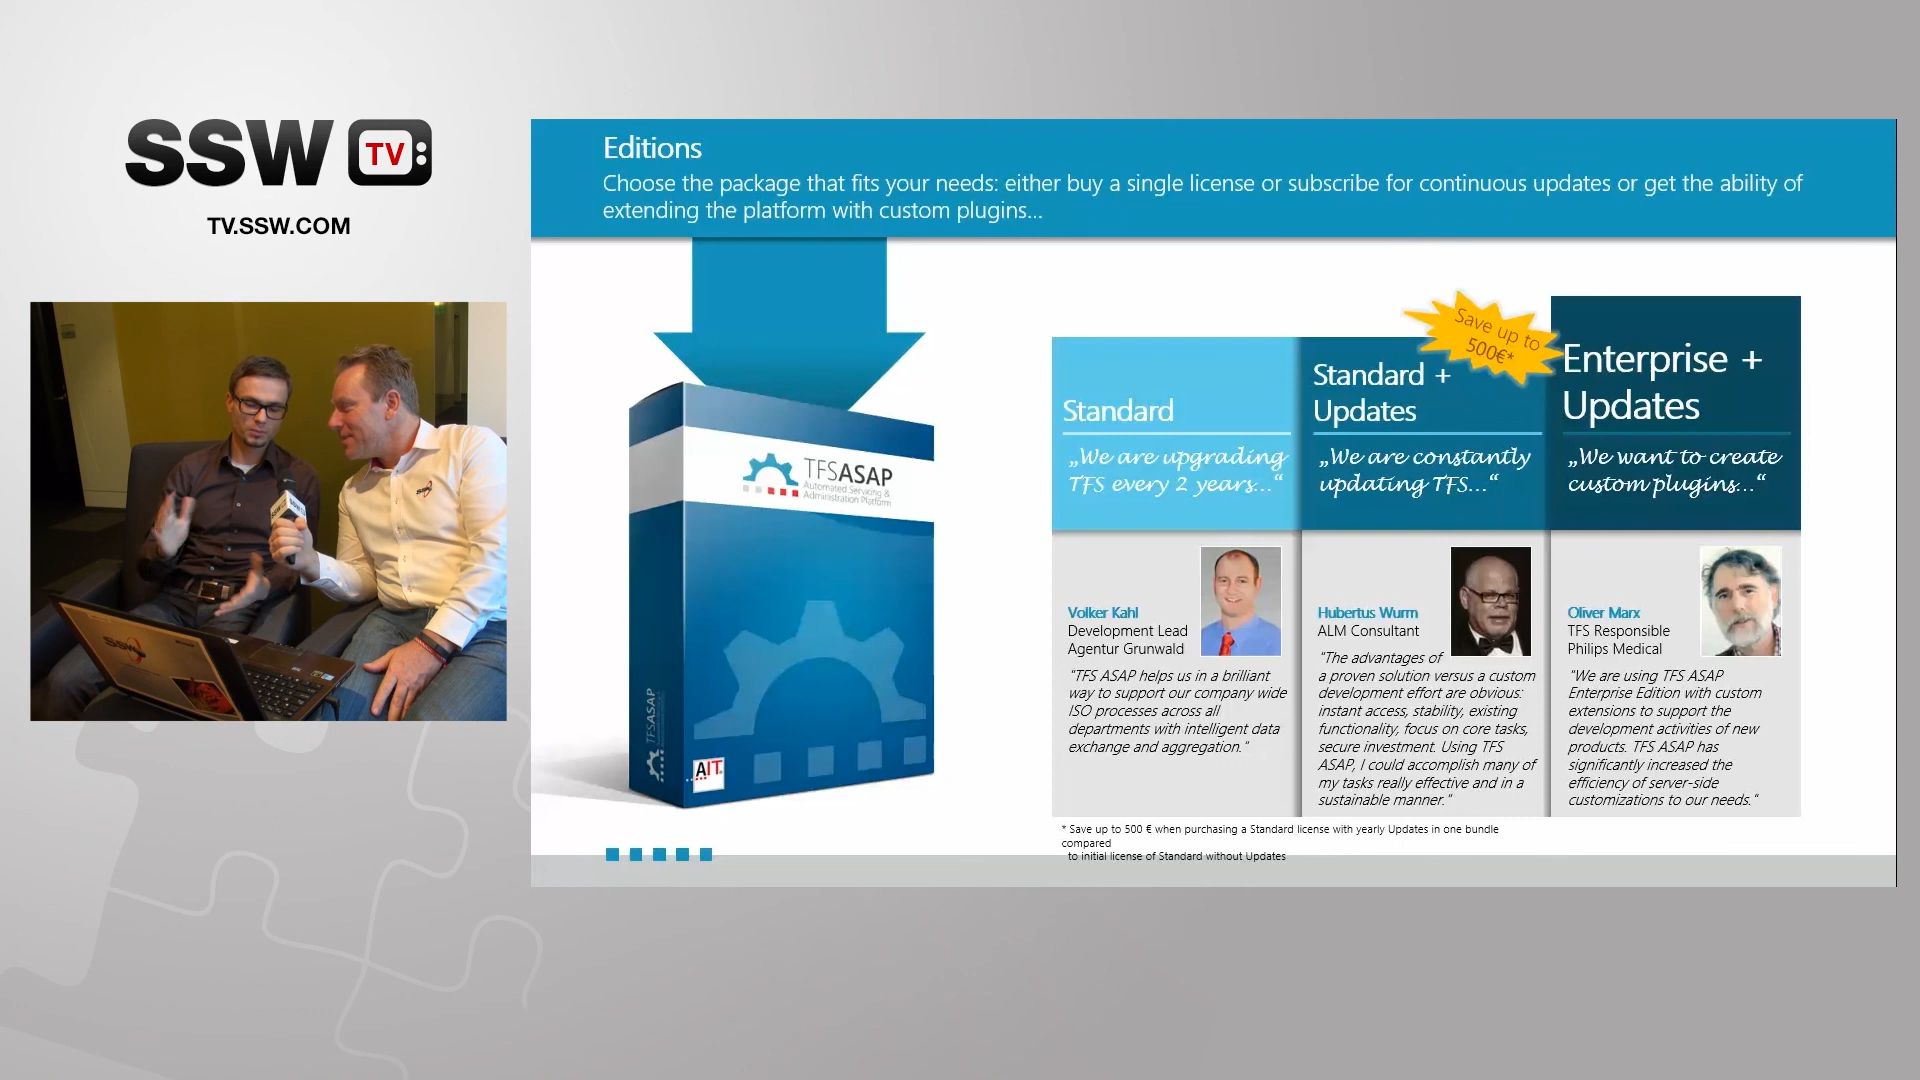 SSW TV
TV.SSW.COM
Editions
Choose the package that fits your needs: either buy a single license or subscribe for continuous updates or get the ability of
extending the platform with custom plugins...
TFSASAP
Automated Servicing &
Administration Platform
TFSASAP
AIT
Save up to
500€*
Standard
„We are upgrading
TFS every 2 years...“
Volker Kahl
Development Lead
Agentur Grunwald
"TFS ASAP helps us in a brilliant
way to support our company wide
ISO processes across all
departments with intelligent data
exchange and aggregation."
Standard +
Updates
„We are constantly
updating TFS...“
Hubertus Wurm
ALM Consultant
"The advantages of
a proven solution versus a custom
development effort are obvious:
instant access, stability, existing
functionality, focus on core tasks,
secure investment. Using TFS
ASAP, I could accomplish many of
my tasks really effective and in a
sustainable manner."
Enterprise +
Updates
„We want to create
custom plugins...“
Oliver Marx
TFS Responsible
Philips Medical
"We are using TFS ASAP
Enterprise Edition with custom
extensions to support the
development activities of new
products. TFS ASAP has
significantly increased the
efficiency of server-side
customizations to our needs."
* Save up to 500 € when purchasing a Standard license with yearly Updates in one bundle
compared
to initial license of Standard without Updates
SSW